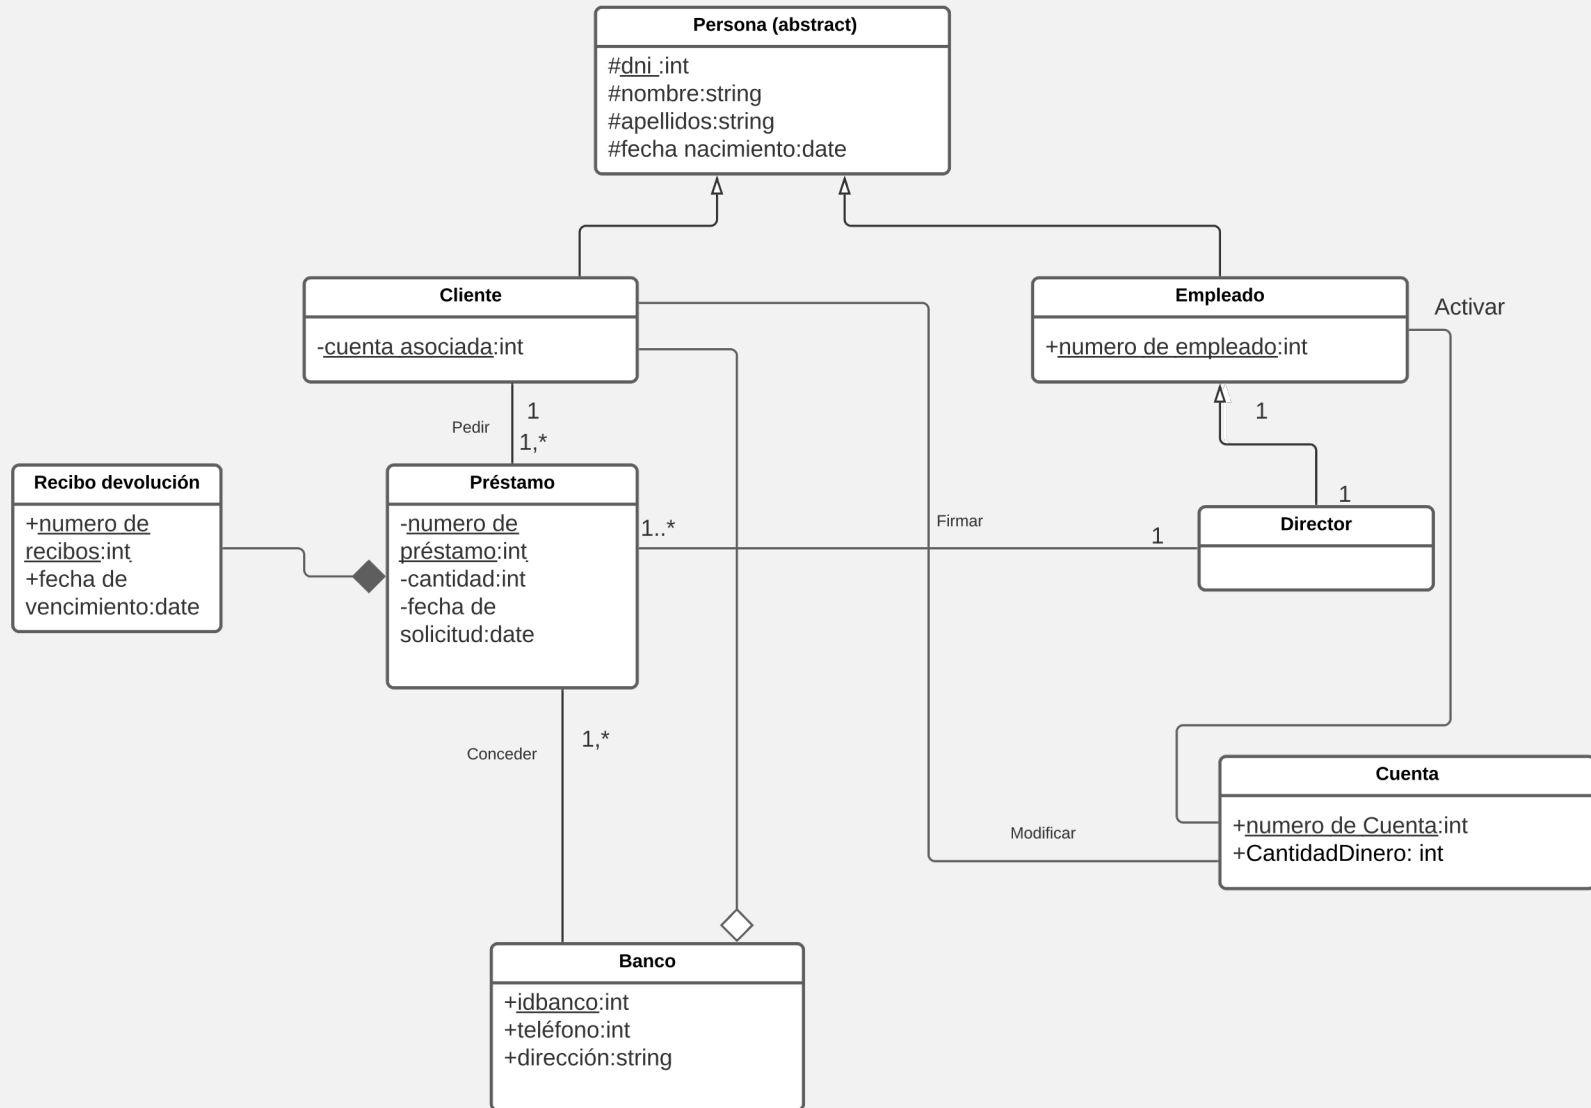 Persona (abstract)
#dni :int
#nombre:string
#apellidos:string
#fecha nacimiento:date
Cliente
-cuenta asociada:int
Empleado
+numero de empleado:int
Activar
1
Pedir
1,*
1
1
Recibo devolución
+numero de
recibos:int
+fecha de
vencimiento:date
Préstamo
-numero de
préstamo:int
-cantidad:int
-fecha de
solicitud:date
1..*
Firmar
1
Director
Conceder
1,*
Cuenta
+numero de Cuenta:int
+CantidadDinero: int
Modificar
Banco
+idbanco:int
+teléfono:int
+dirección:string